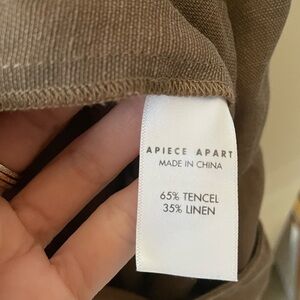 APIECE APART
MADE IN CHINA
65% TENCEL
35% LINEN